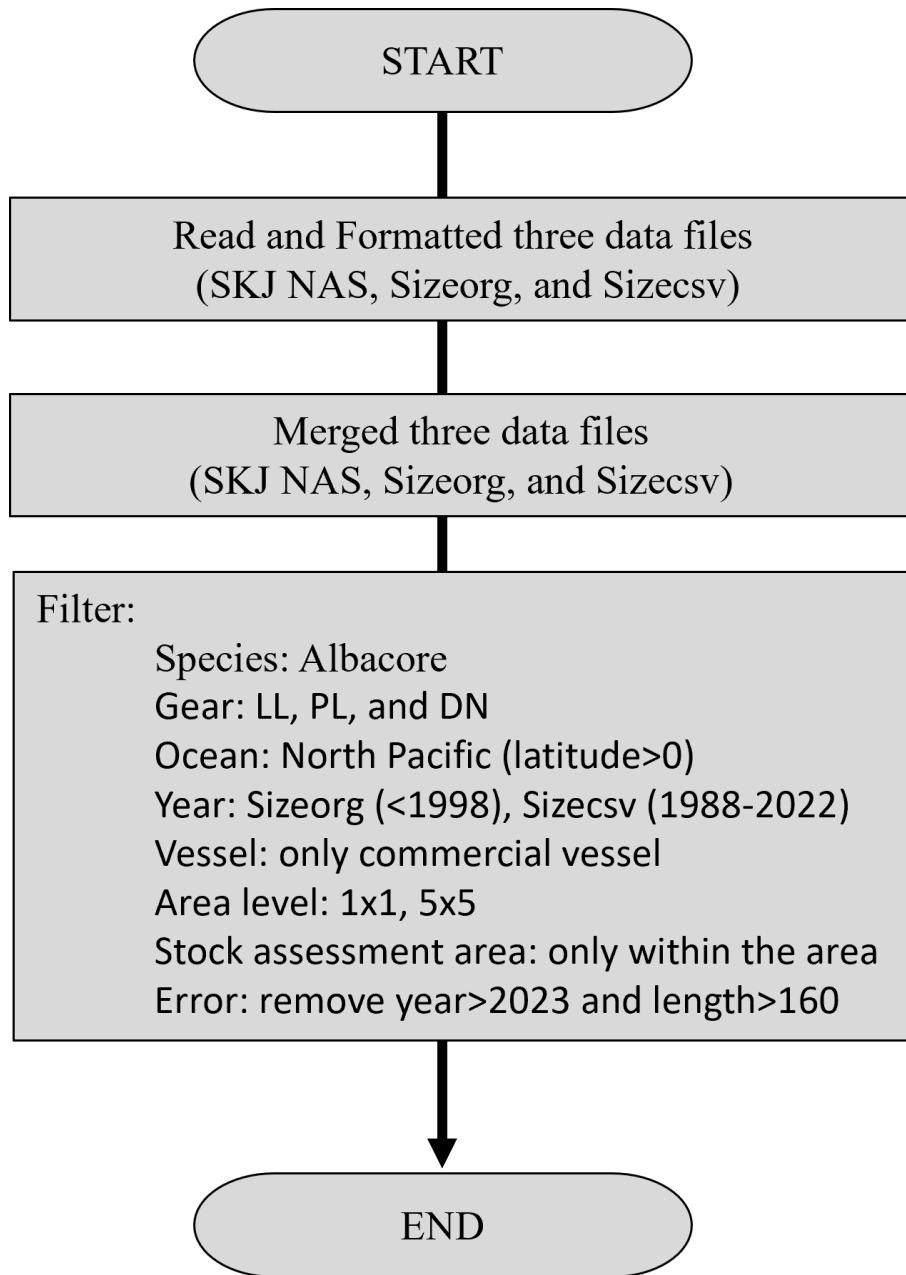 START
Read and Formatted three data files
(SKJ NAS, Sizeorg, and Sizecsv)
Merged three data files
(SKJ NAS, Sizeorg, and Sizecsv)
Filter:
Species: Albacore
Gear: LL, PL, and DN
Ocean: North Pacific (latitude>0)
Year: Sizeorg (<1998), Sizecsv (1988-2022)
Vessel: only commercial vessel
Area level: 1x1, 5x5
Stock assessment area: only within the area
Error: remove year>2023 and length>160
END